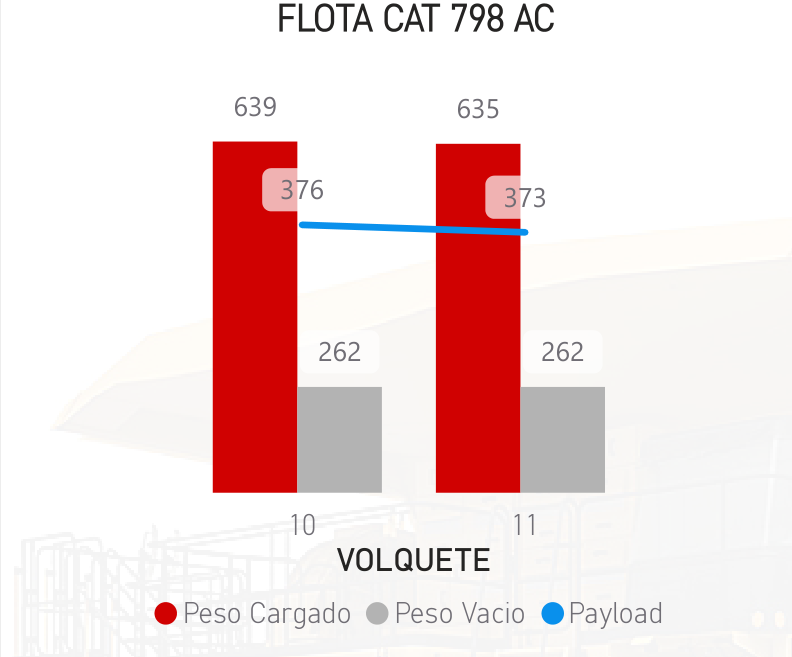 FLOTA CAT 798 AC
639 635
376 373
262 262
10 11
VOLQUETE
Peso Cargado Peso Vacio Payload